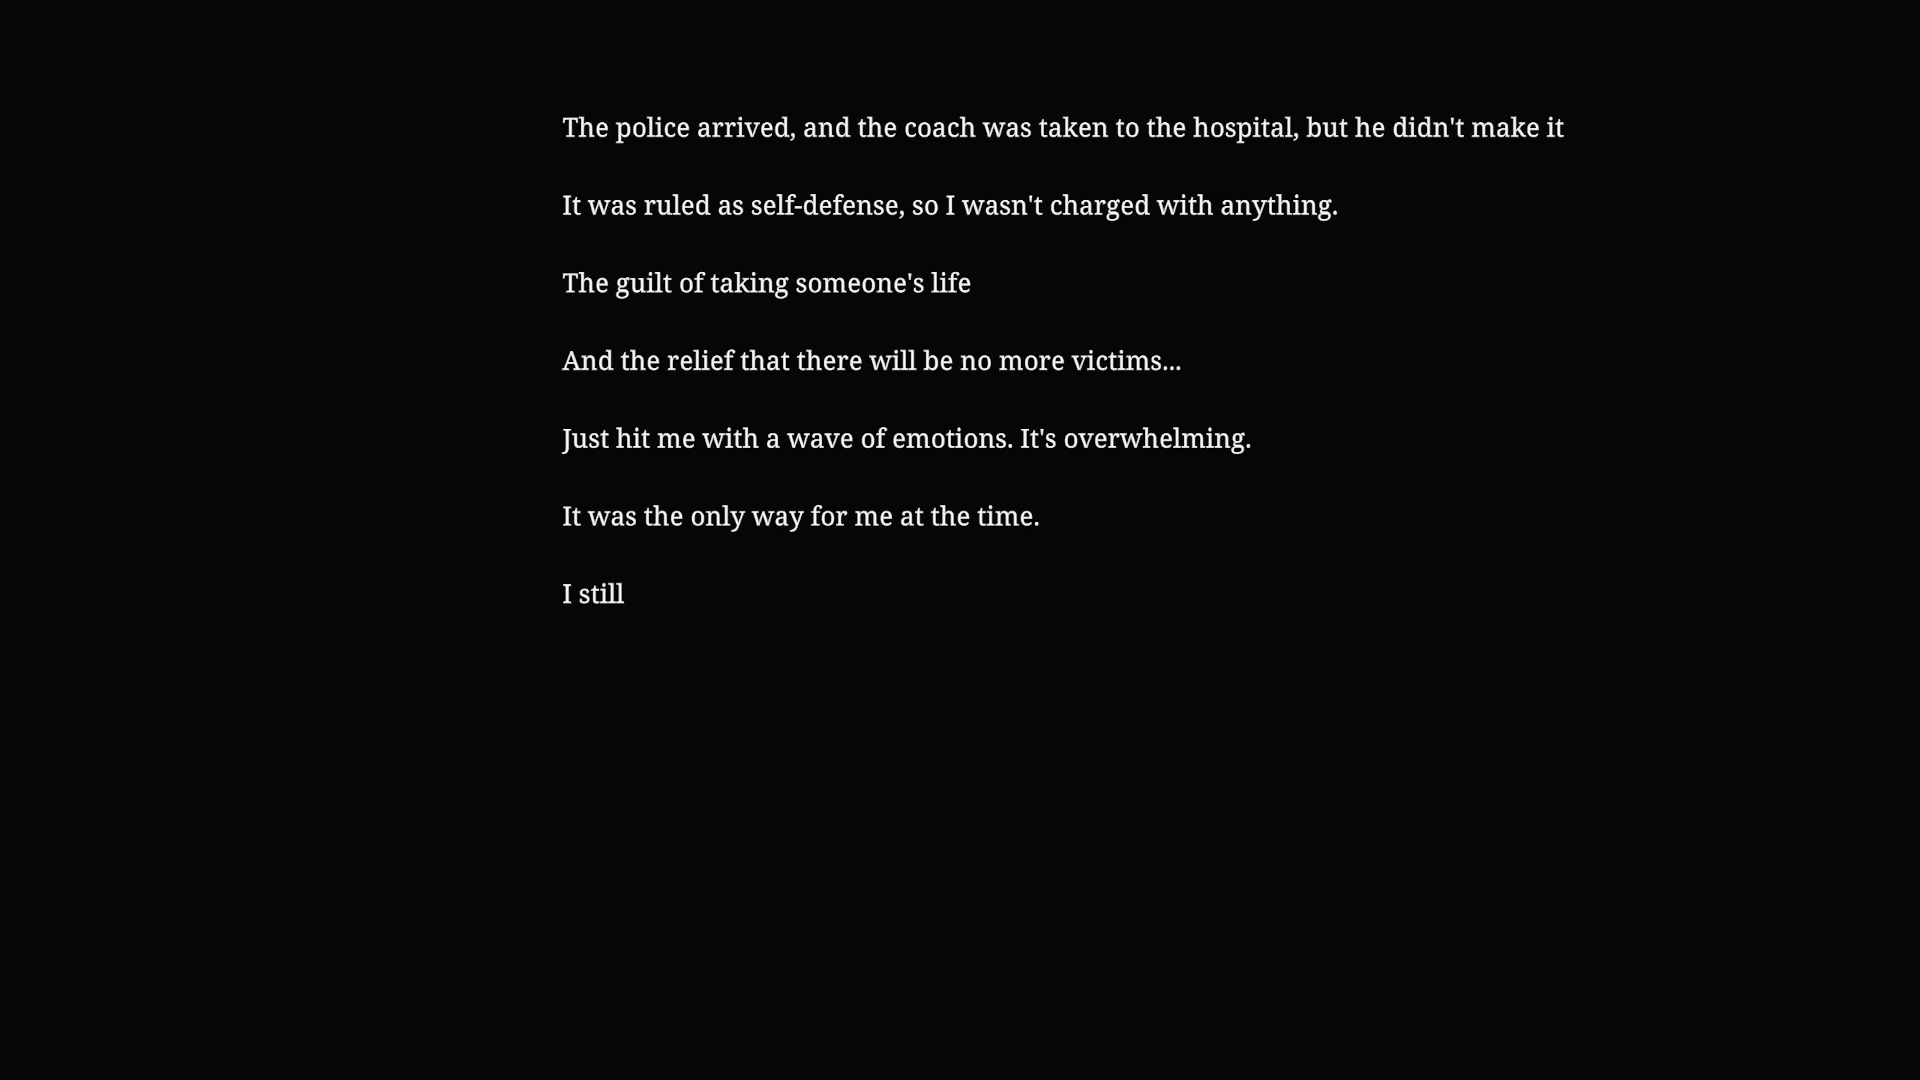 The police arrived, and the coach was taken to the hospital, but he didn't make it
It was ruled as self-defense, so I wasn't charged with anything.
The guilt of taking someone's life
And the relief that there will be no more victims...
Just hit me with a wave of emotions. It's overwhelming.
It was the only way for me at the time.
I still